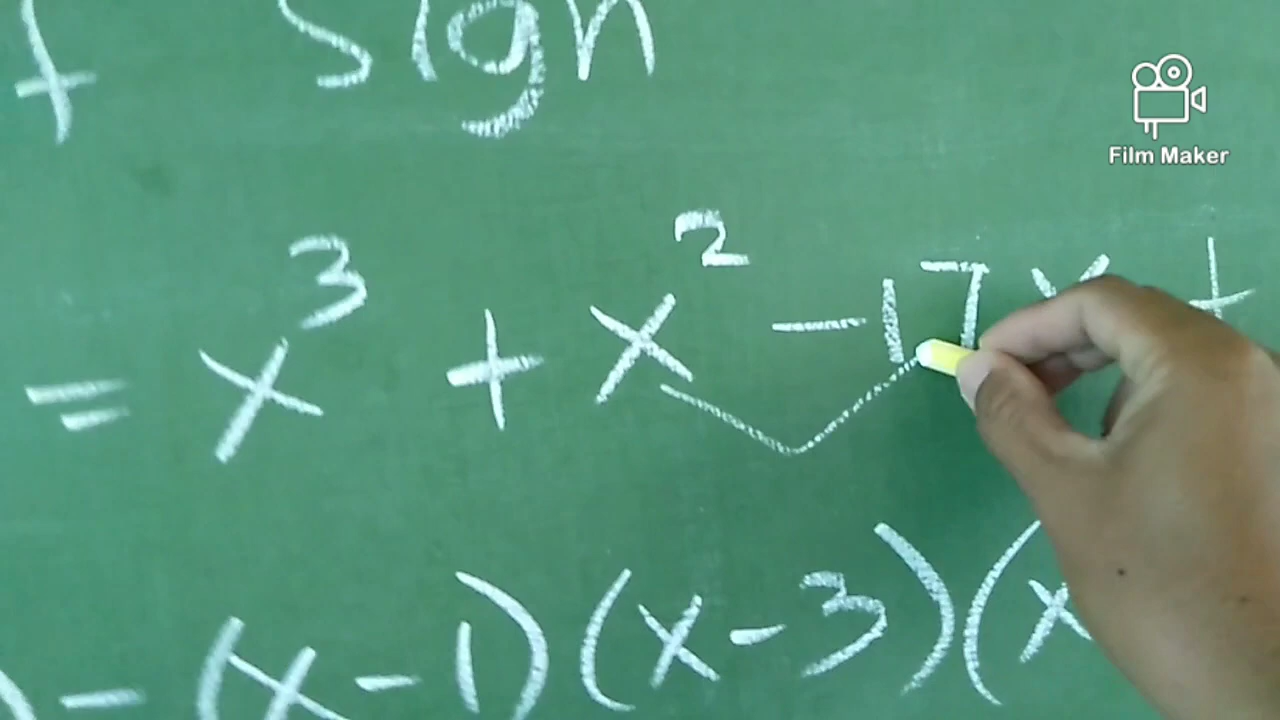 f sign
Film Maker
= x³ + x² - 17x +
) = (x-1)(x-3)(x